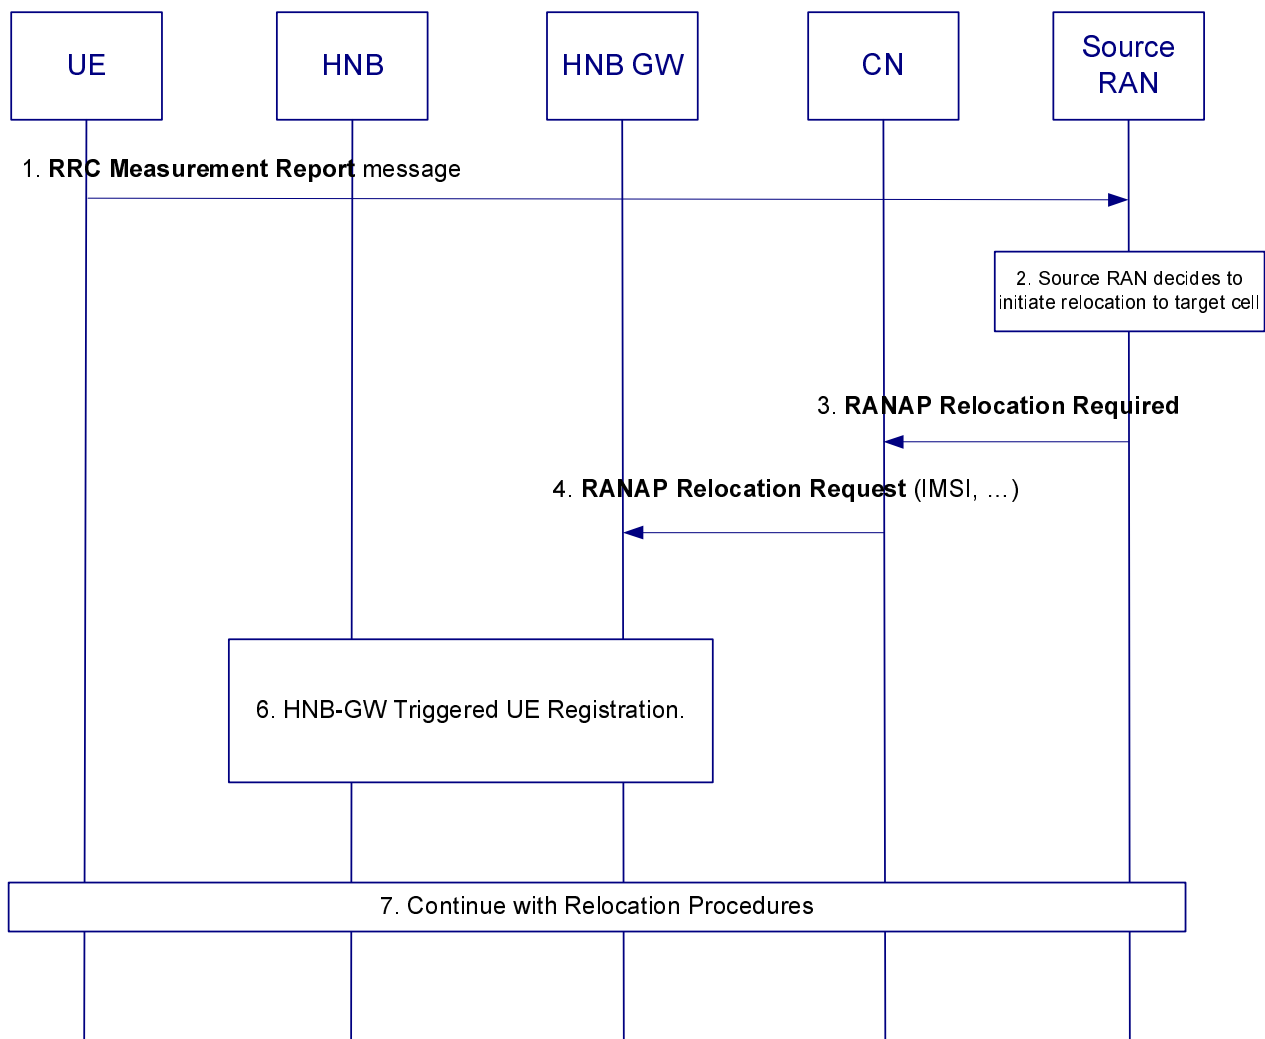 UE
HNB
HNB GW
CN
Source
RAN
1. RRC Measurement Report message
2. Source RAN decides to
initiate relocation to target cell
3. RANAP Relocation Required
4. RANAP Relocation Request (IMSI, ...)
6. HNB-GW Triggered UE Registration.
7. Continue with Relocation Procedures